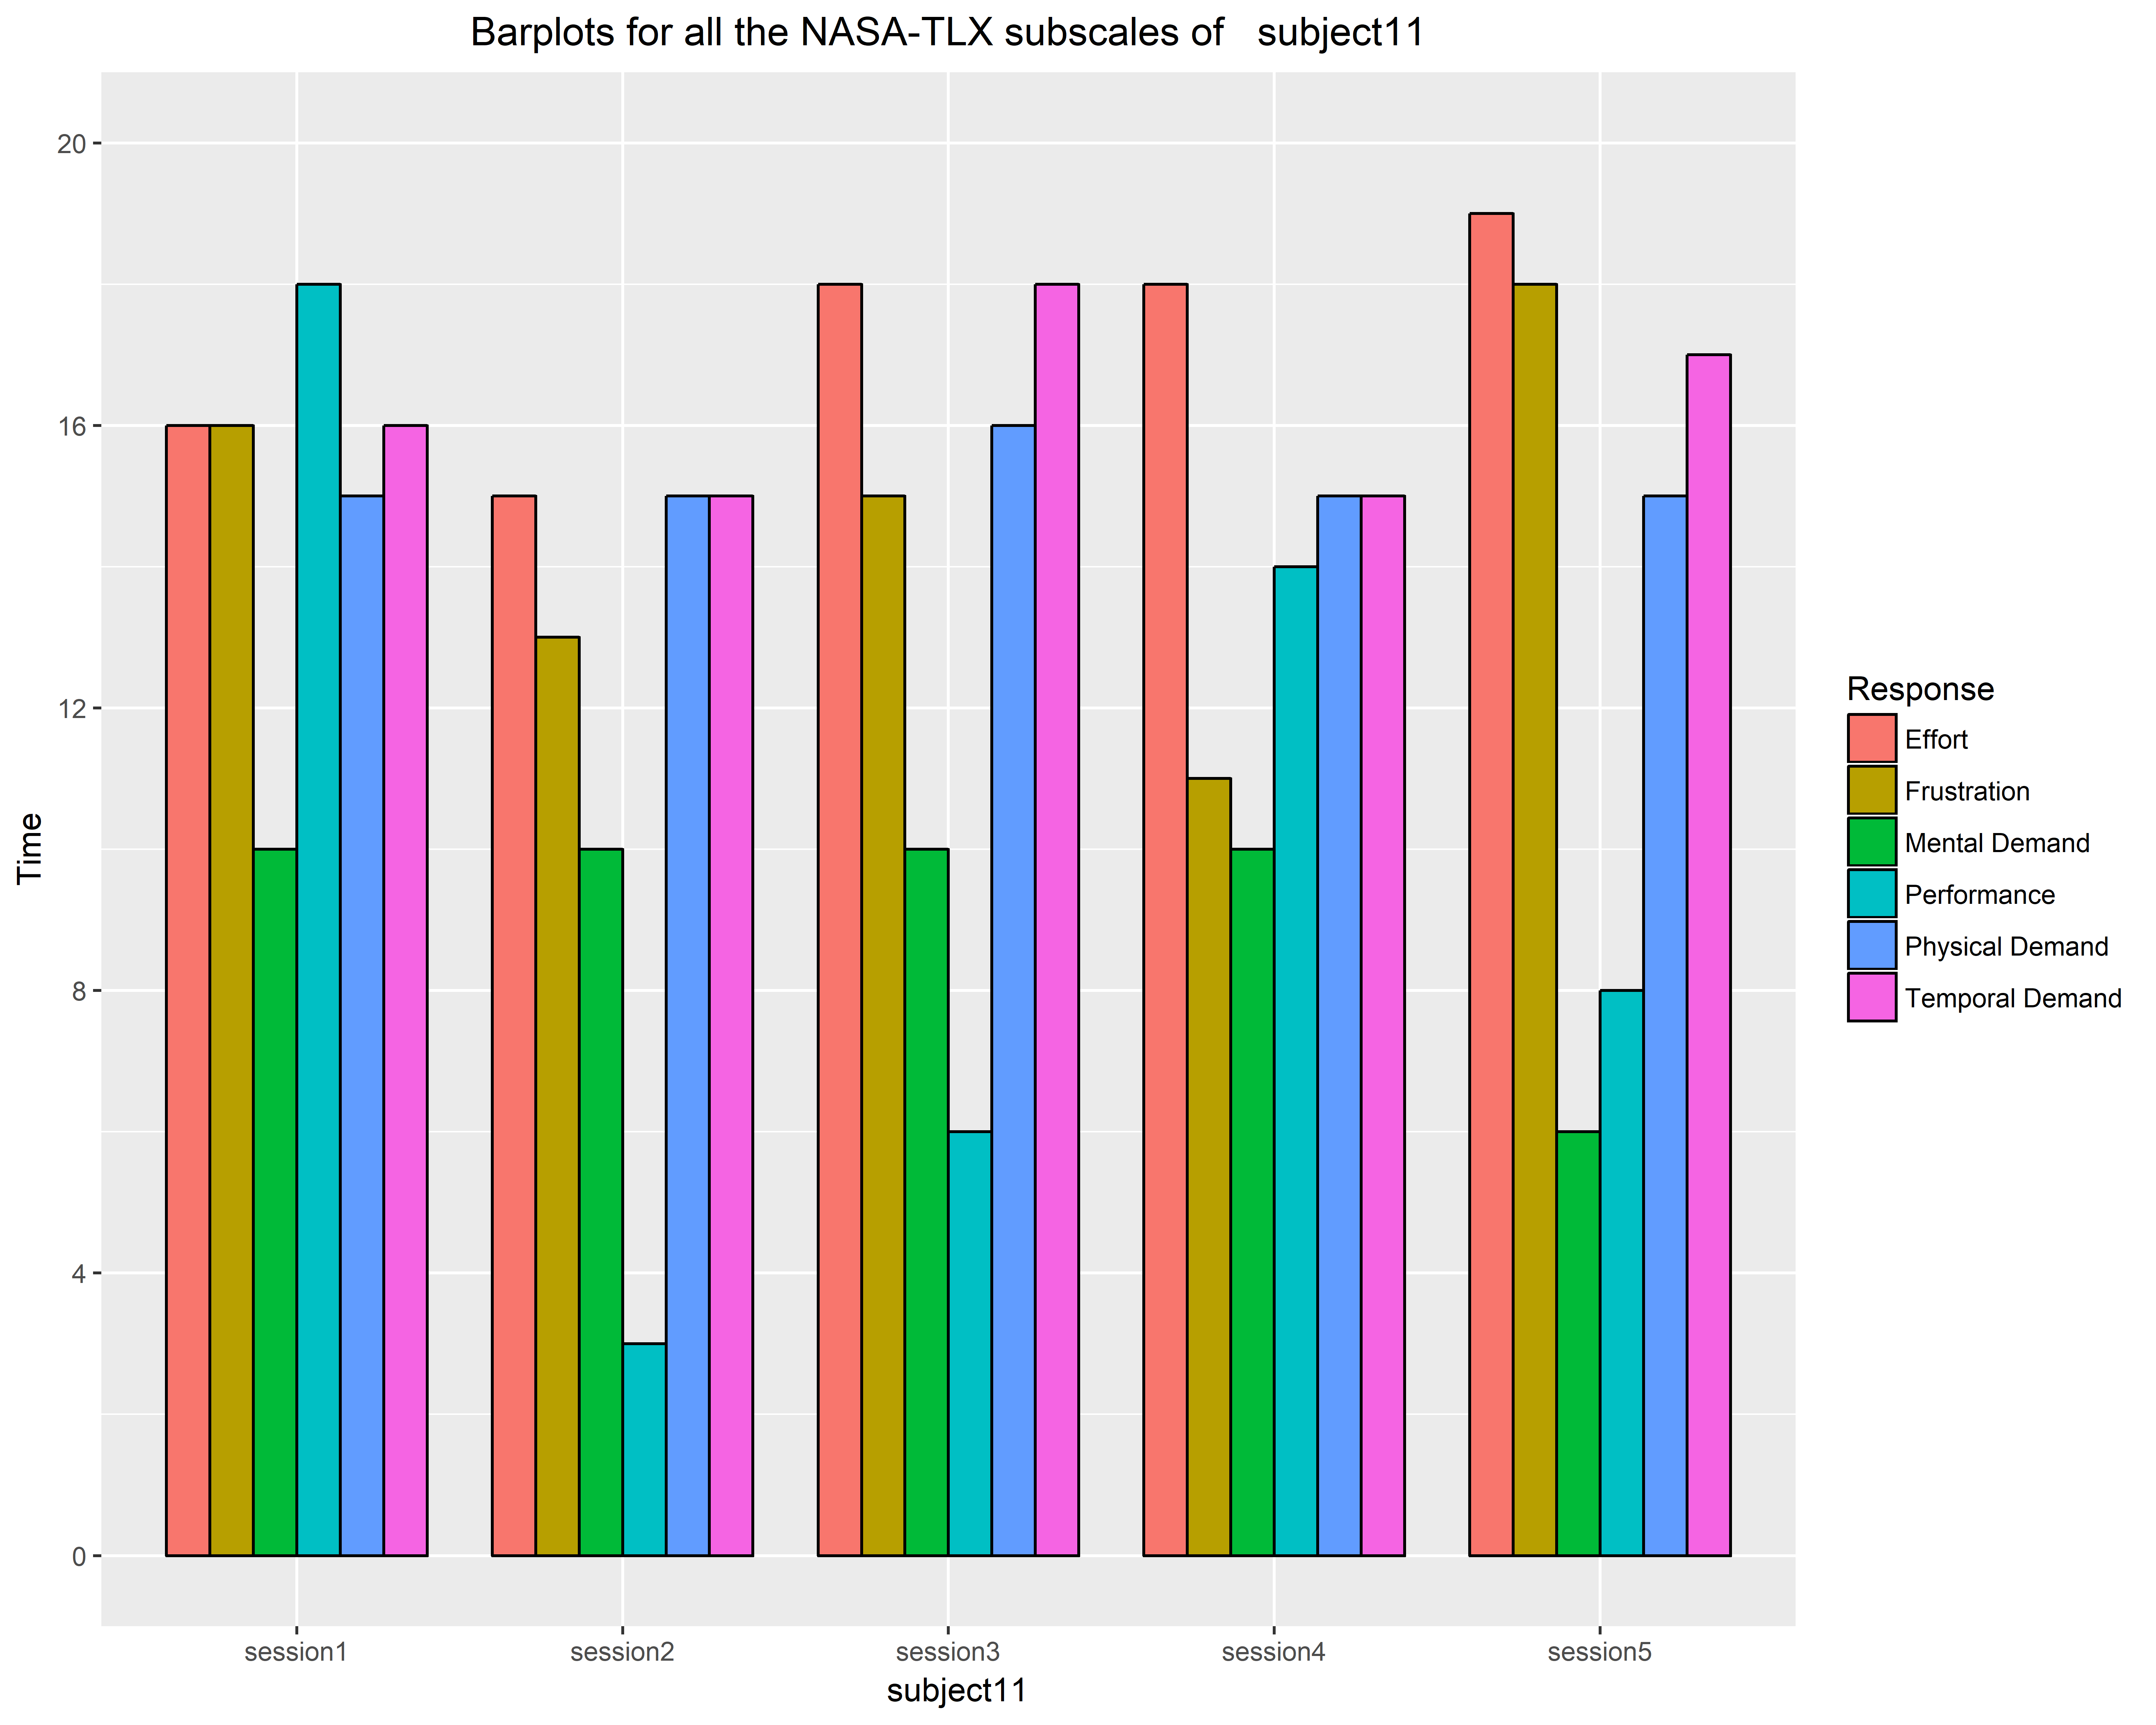 Barplots for all the NASA-TLX subscales of   subject11
20
16
12
8
4
0
Time
session1
session2
session3
session4
session5
subject11
Response
Effort
Frustration
Mental Demand
Performance
Physical Demand
Temporal Demand